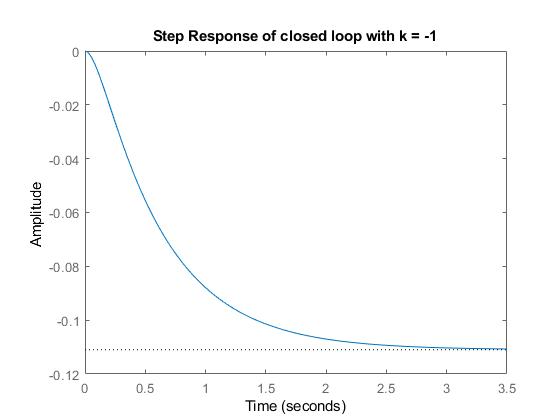 Step Response of closed loop with k = -1
Amplitude
0
-0.02
-0.04
-0.06
-0.08
-0.1
-0.12
0 0.5 1 1.5 2 2.5 3 3.5
Time (seconds)